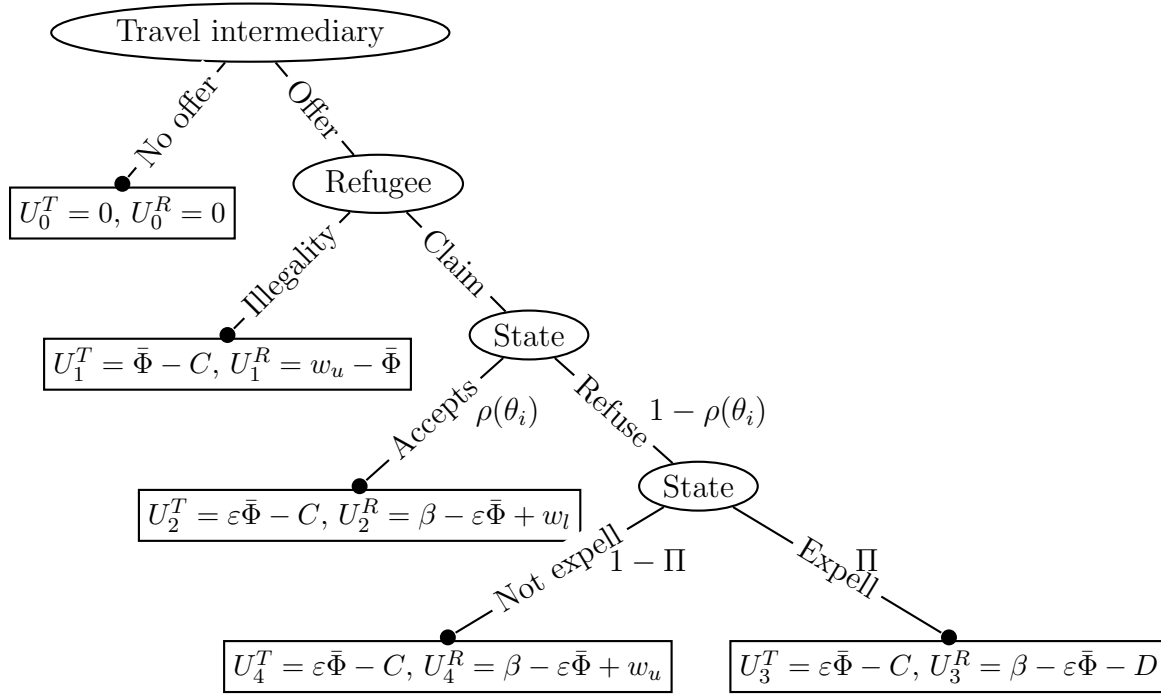 Travel intermediary
No offer
Offer
Refugee
U_0^T = 0, U_0^R = 0
Illegality
Claim
State
U_1^T = Φ̄ − C, U_1^R = w_u − Φ̄
Accepts
ρ(θ_i)
Refuse
1 − ρ(θ_i)
State
U_2^T = εΦ̄ − C, U_2^R = β − εΦ̄ + w_l
Not expell
1 − Π
Expell
Π
U_4^T = εΦ̄ − C, U_4^R = β − εΦ̄ + w_u
U_3^T = εΦ̄ − C, U_3^R = β − εΦ̄ − D